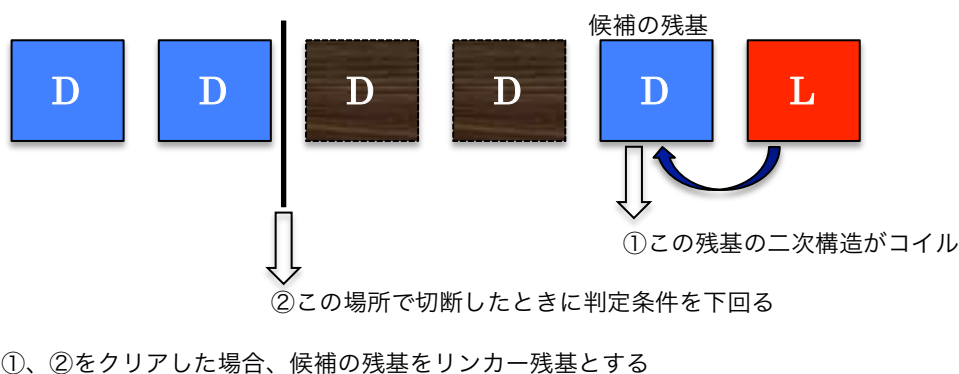 候補の残基
D D D D D L
①この残基の二次構造がコイル
②この場所で切断したときに判定条件を下回る
①、②をクリアした場合、候補の残基をリンカー残基とする